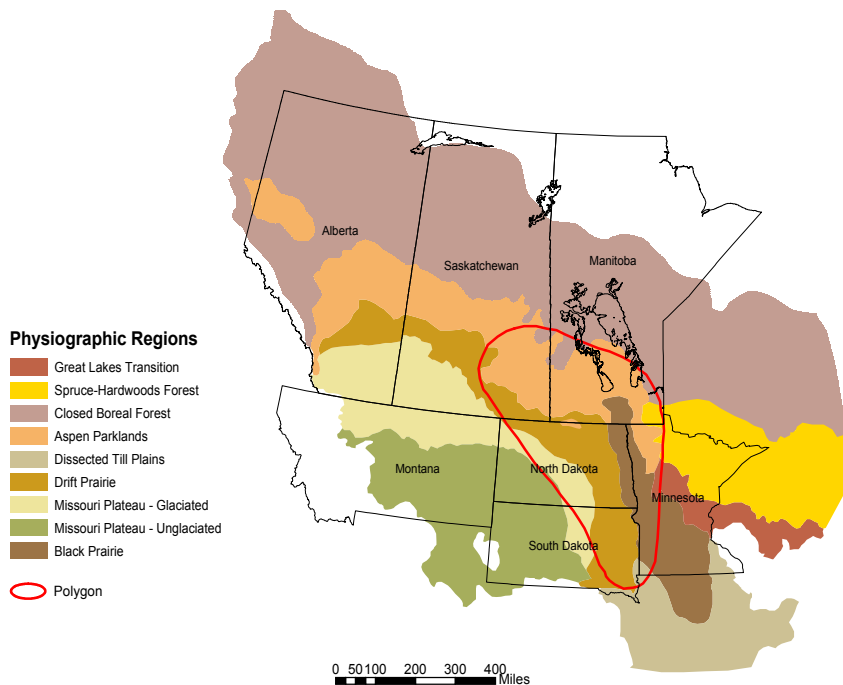 Alberta
Saskatchewan
Manitoba
Physiographic Regions
Great Lakes Transition
Spruce-Hardwoods Forest
Closed Boreal Forest
Aspen Parklands
Dissected Till Plains
Drift Prairie
Missouri Plateau - Glaciated
Missouri Plateau - Unglaciated
Black Prairie
Polygon
Montana
North Dakota
Minnesota
South Dakota
0 50 100 200 300 400
Miles